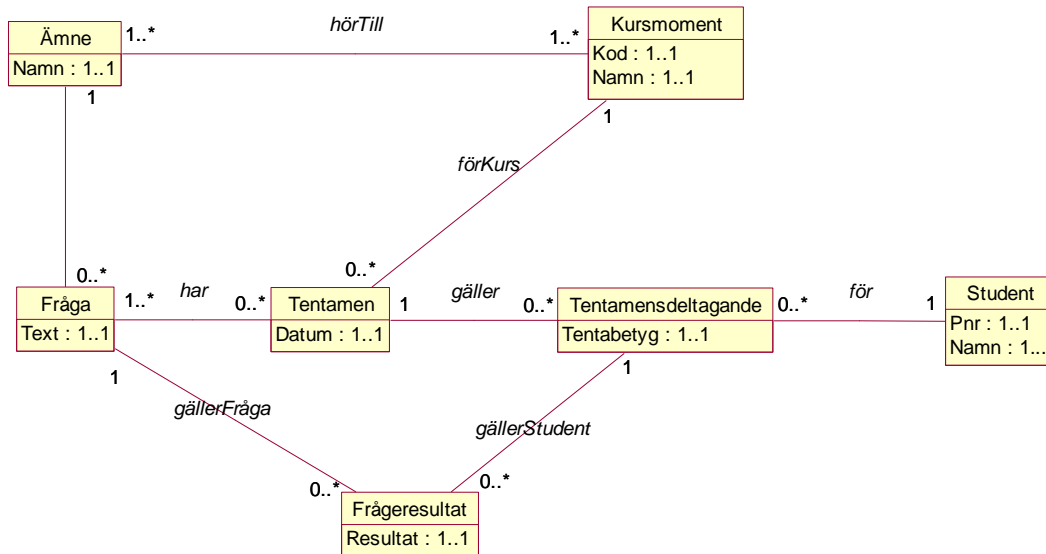 Ämne
Namn : 1..1
1..*
hörTill
1..*
Kursmoment
Kod : 1..1
Namn : 1..1
1
1
förKurs
0..*
0..*
Fråga
Text : 1..1
1..*
har
0..*
Tentamen
Datum : 1..1
1
gäller
0..*
Tentamensdeltagande
Tentabetyg : 1..1
0..*
för
1
Student
Pnr : 1..1
Namn : 1...
1
1
gällerFråga
gällerStudent
0..*
0..*
Frågeresultat
Resultat : 1..1